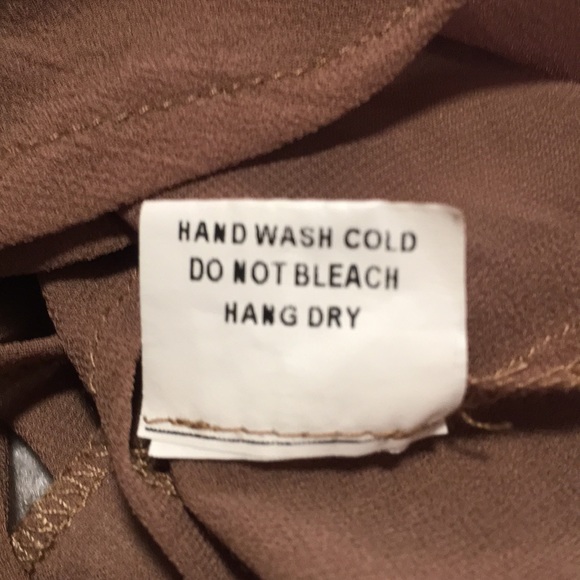 HAND WASH COLD
DO NOT BLEACH
HANG DRY